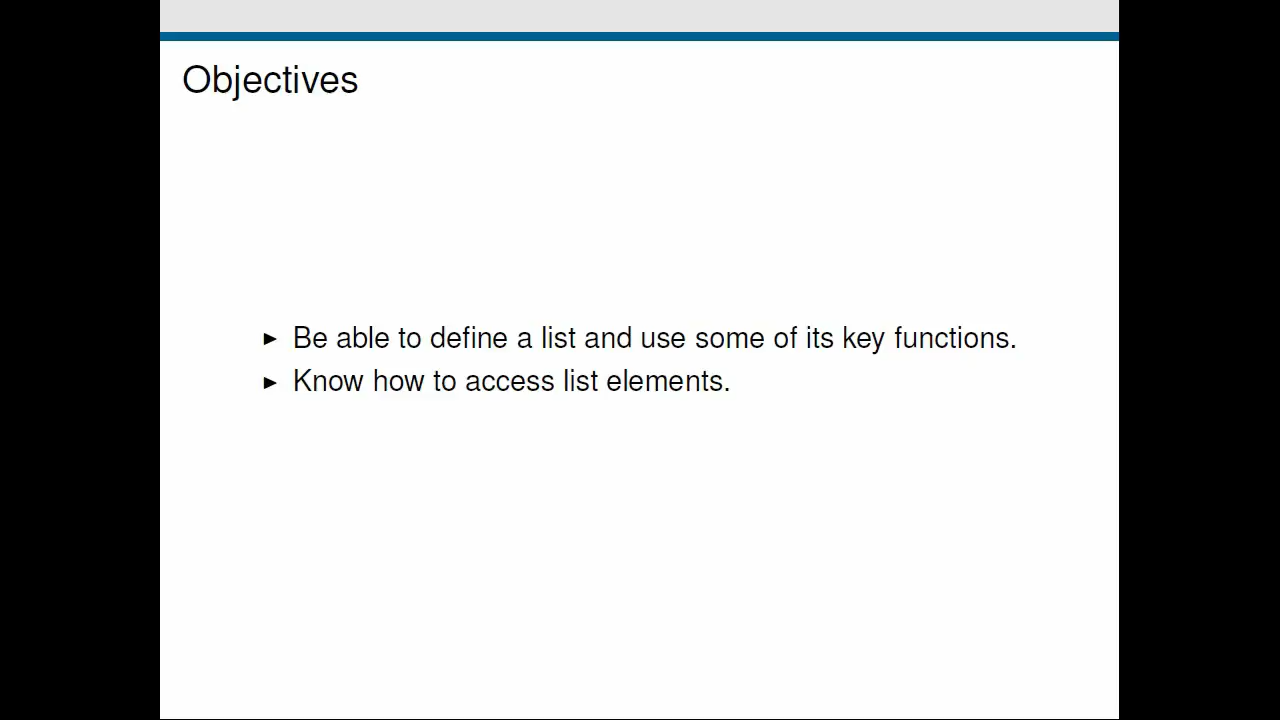 Objectives
▶ Be able to define a list and use some of its key functions.
▶ Know how to access list elements.